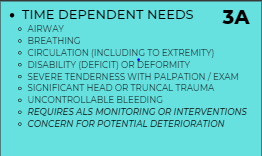 • TIME DEPENDENT NEEDS 3A
○ AIRWAY
○ BREATHING
○ CIRCULATION (INCLUDING TO EXTREMITY)
○ DISABILITY (DEFICIT) OR DEFORMITY
○ SEVERE TENDERNESS WITH PALPATION / EXAM
○ SIGNIFICANT HEAD OR TRUNCAL TRAUMA
○ UNCONTROLLABLE BLEEDING
○ REQUIRES ALS MONITORING OR INTERVENTIONS
○ CONCERN FOR POTENTIAL DETERIORATION